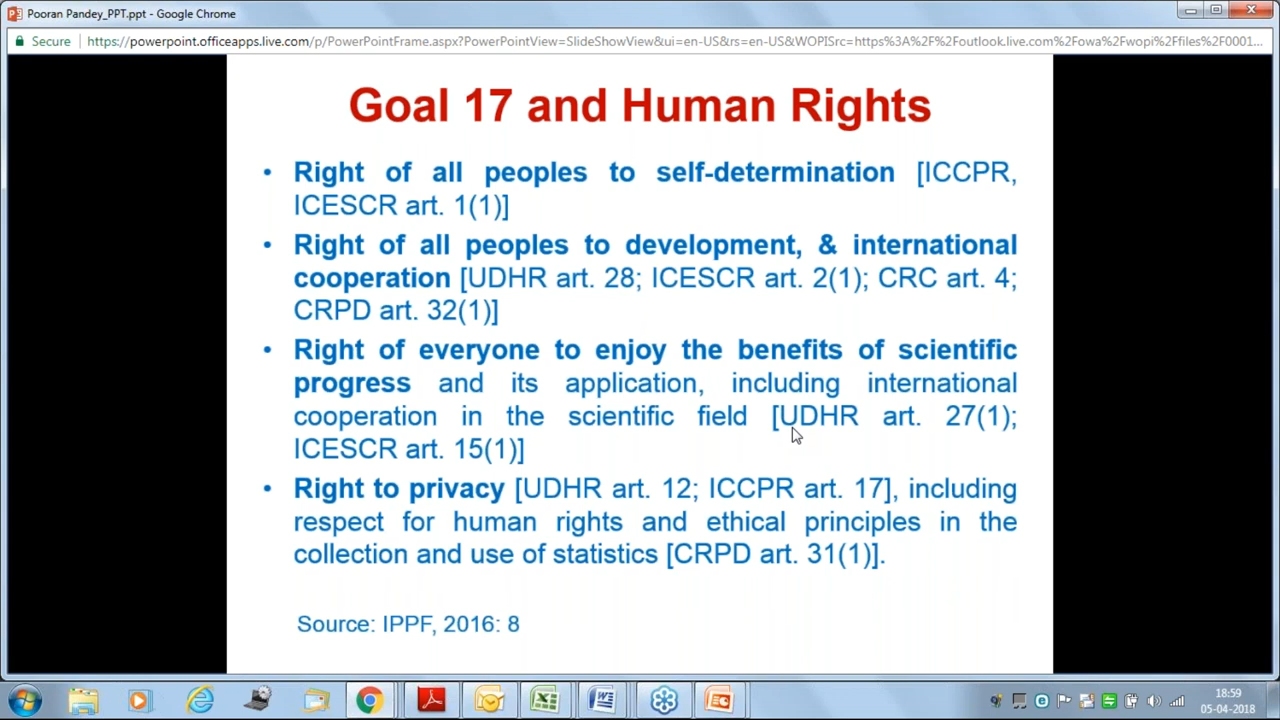 Pooran Pandey_PPT.ppt - Google Chrome
Secure https://powerpoint.officeapps.live.com/p/PowerPointFrame.aspx?PowerPointView=SlideShowView&ui=en-US&rs=en-US&WOPISrc=https%3A%2F%2Foutlook.live.com%2Fowa%2Fwopi%2Ffiles%2F0001...
Goal 17 and Human Rights
• Right of all peoples to self-determination [ICCPR,
ICESCR art. 1(1)]
• Right of all peoples to development, & international
cooperation [UDHR art. 28; ICESCR art. 2(1); CRC art. 4;
CRPD art. 32(1)]
• Right of everyone to enjoy the benefits of scientific
progress and its application, including international
cooperation in the scientific field [UDHR art. 27(1);
ICESCR art. 15(1)]
• Right to privacy [UDHR art. 12; ICCPR art. 17], including
respect for human rights and ethical principles in the
collection and use of statistics [CRPD art. 31(1)].
Source: IPPF, 2016: 8
18:59
05-04-2018